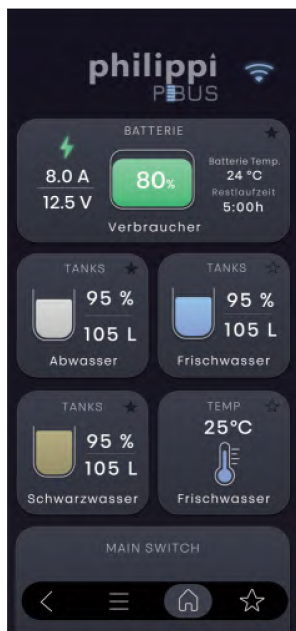 philippi
PBUS
BATTERIE
8.0 A
12.5 V
80%
Batterie Temp.
24 °C
Restlaufzeit
5:00h
Verbraucher
TANKS
95 %
105 L
Abwasser
TANKS
95 %
105 L
Frischwasser
TANKS
95 %
105 L
Schwarzwasser
TEMP
25°C
Frischwasser
MAIN SWITCH